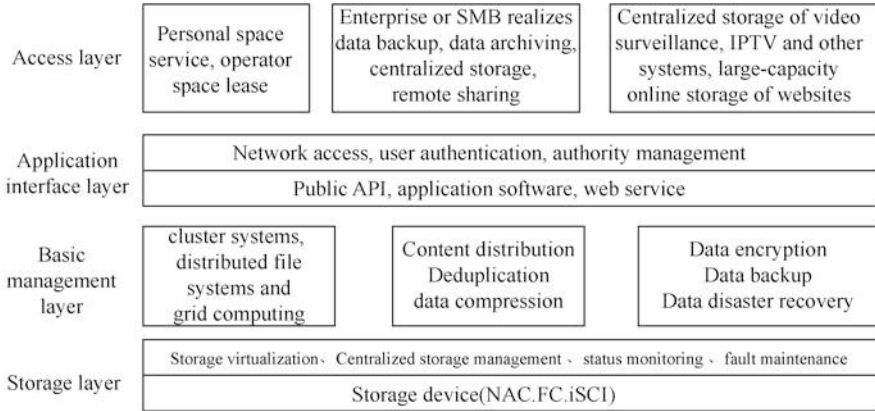 Access layer
Personal space
service, operator
space lease
Enterprise or SMB realizes
data backup, data archiving,
centralized storage,
remote sharing
Centralized storage of video
surveillance, IPTV and other
systems, large-capacity
online storage of websites
Application
interface layer
Network access, user authentication, authority management
Public API, application software, web service
Basic
management
layer
cluster systems,
distributed file
systems and
grid computing
Content distribution
Deduplication
data compression
Data encryption
Data backup
Data disaster recovery
Storage layer
Storage virtualization、Centralized storage management、status monitoring、fault maintenance
Storage device(NAC.FC.iSCI)